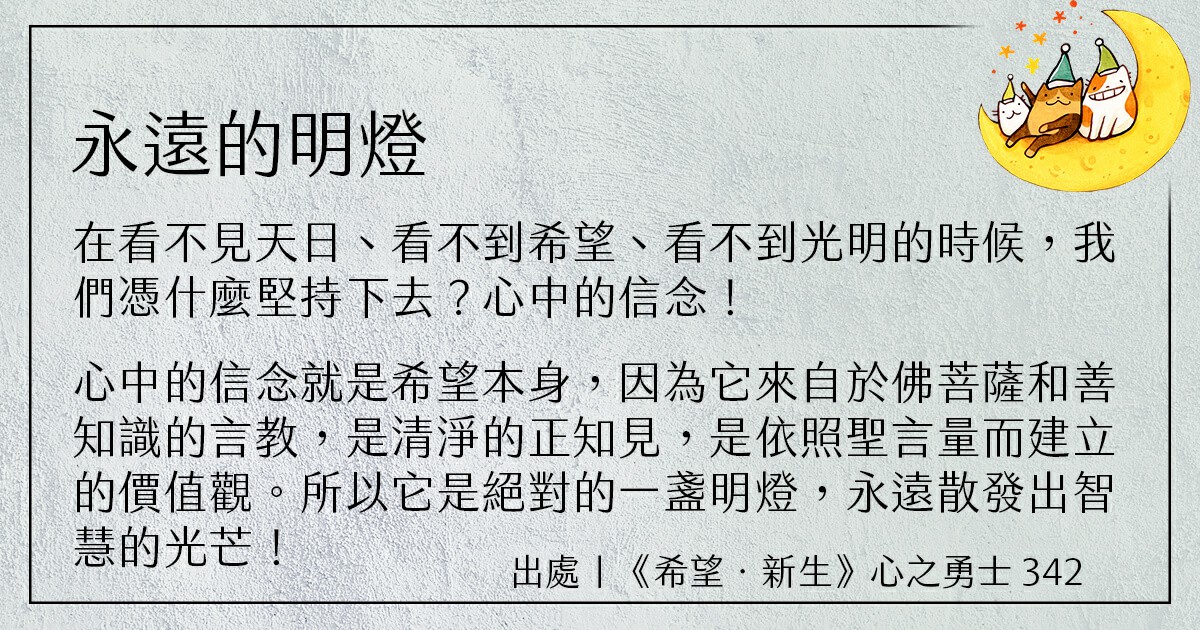 永遠的明燈
在看不見天日、看不到希望、看不到光明的時候，我
們憑什麼堅持下去？心中的信念！
心中的信念就是希望本身，因為它來自於佛菩薩和善
知識的言教，是清淨的正知見，是依照聖言量而建立
的價值觀。所以它是絕對的一盞明燈，永遠散發出智
慧的光芒！
出處丨《希望．新生》心之勇士 342